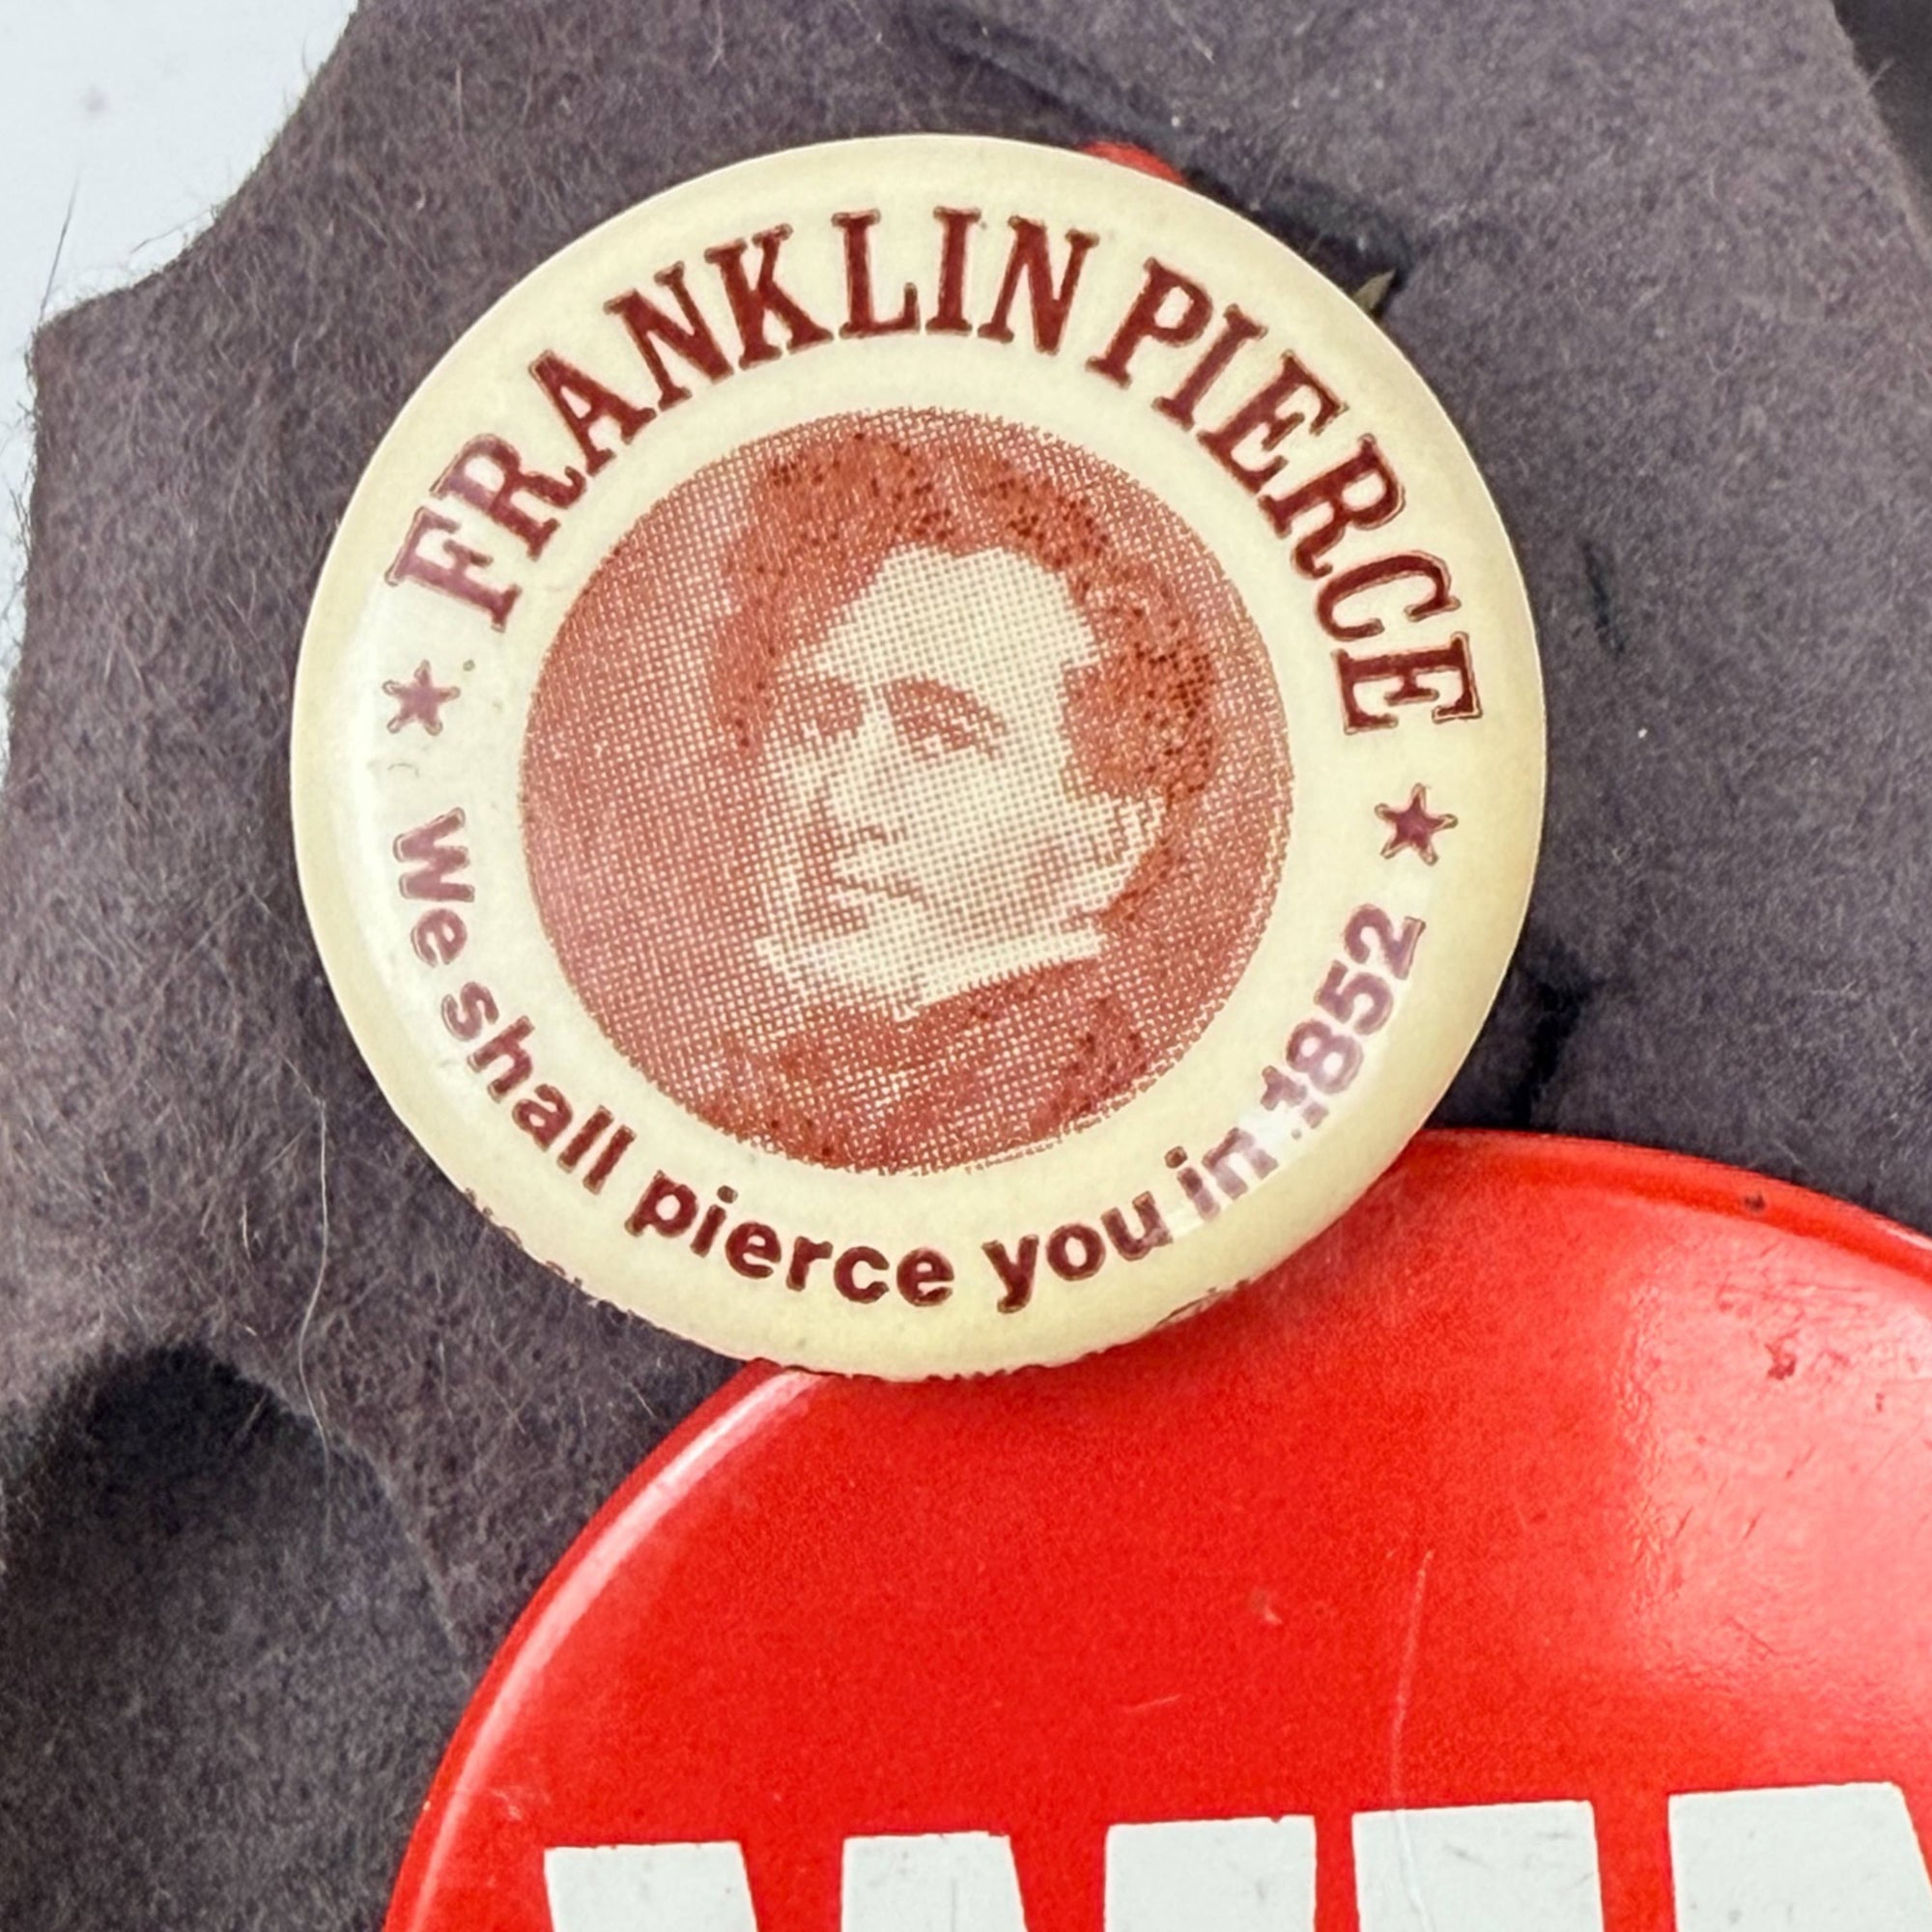 FRANKLIN PIERCE
We shall pierce you in 1852